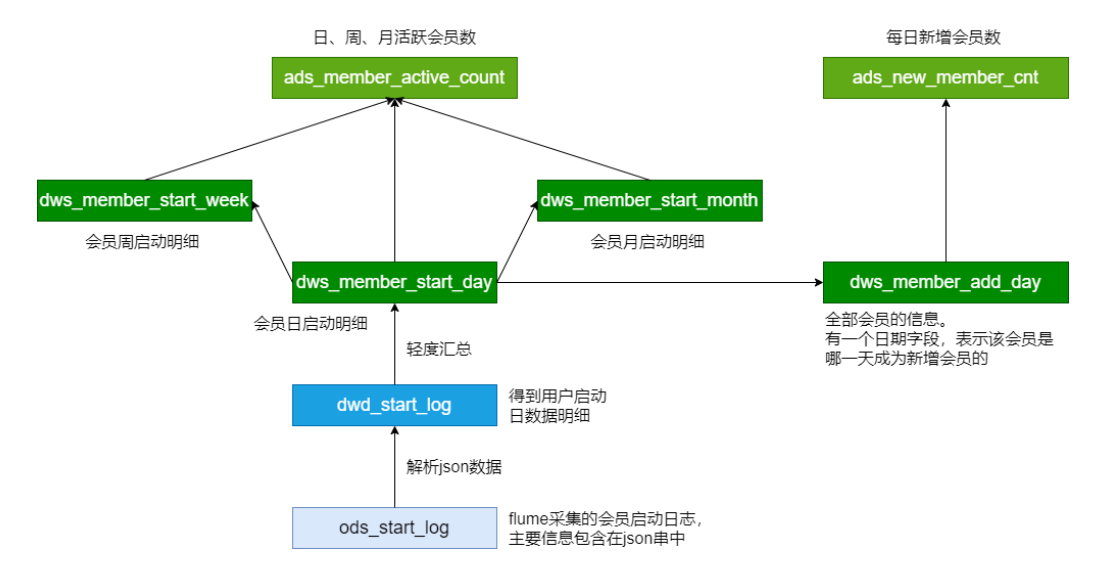 日、周、月活跃会员数
每日新增会员数
ads_member_active_count
ads_new_member_cnt
dws_member_start_week
dws_member_start_month
会员周启动明细
会员月启动明细
dws_member_start_day
dws_member_add_day
会员日启动明细
全部会员的信息。
有一个日期字段，表示该会员是
哪一天成为新增会员的
轻度汇总
dwd_start_log
得到用户启动
日数据明细
解析json数据
ods_start_log
flume采集的会员启动日志，
主要信息包含在json串中